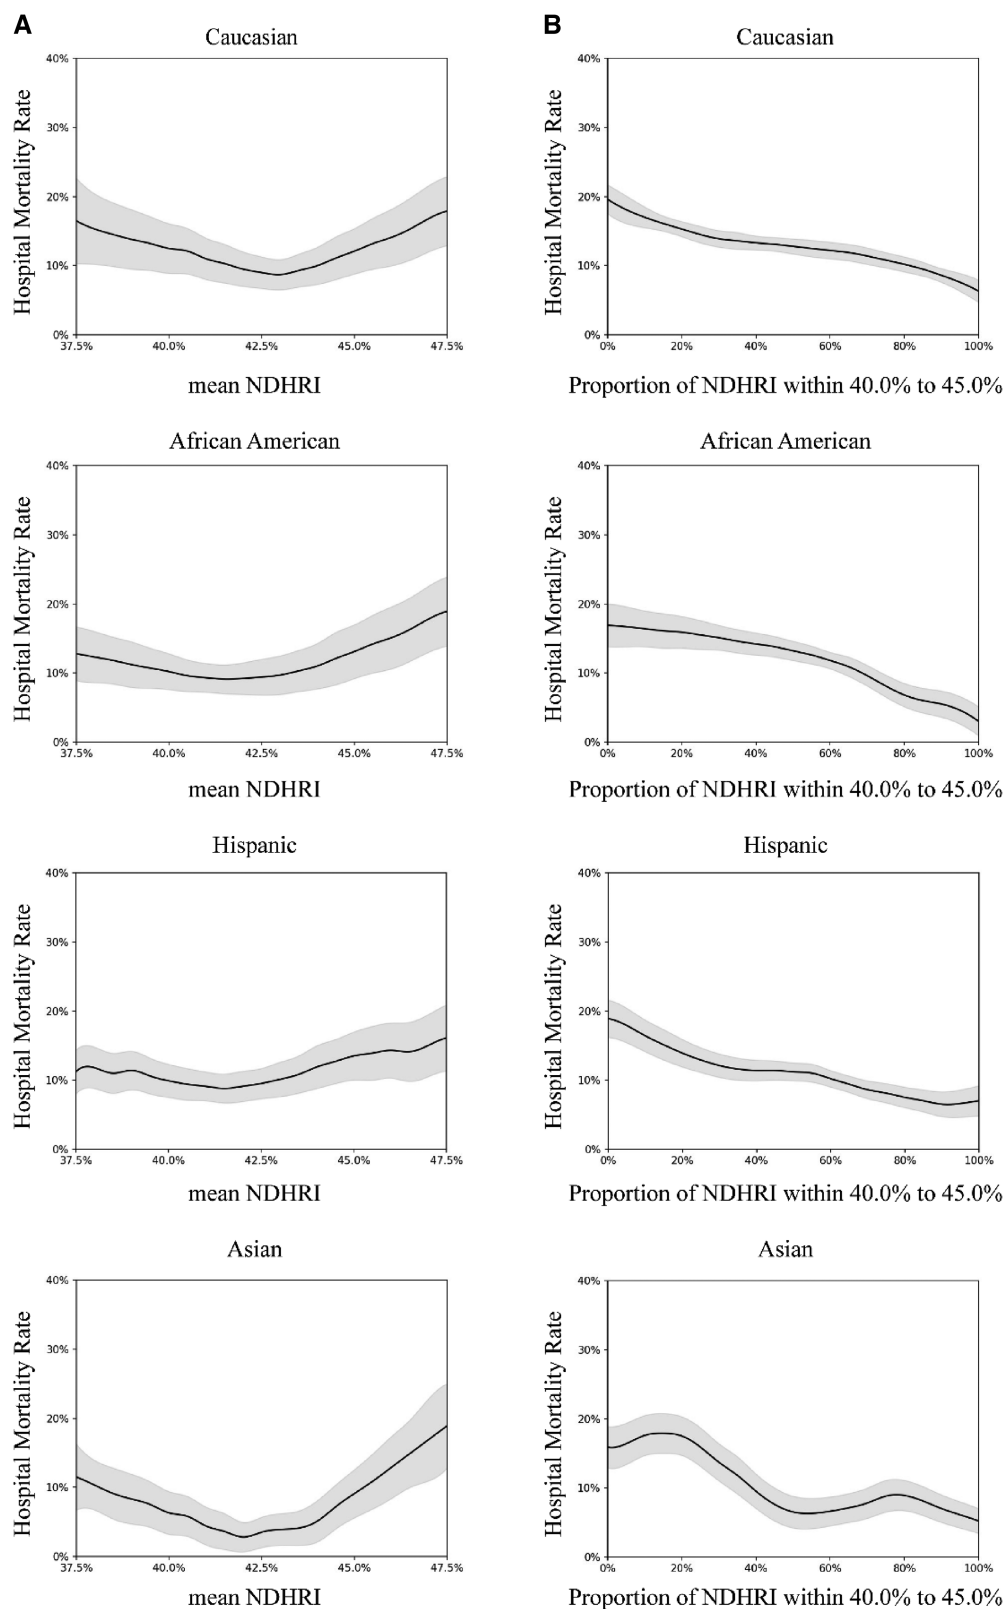 A
B
Caucasian
Caucasian
40%
30%
20%
10%
0%
Hospital Mortality Rate
37.5% 40.0% 42.5% 45.0% 47.5%
mean NDHRI
40%
30%
20%
10%
0%
Hospital Mortality Rate
0% 20% 40% 60% 80% 100%
Proportion of NDHRI within 40.0% to 45.0%
African American
African American
40%
30%
20%
10%
0%
Hospital Mortality Rate
37.5% 40.0% 42.5% 45.0% 47.5%
mean NDHRI
40%
30%
20%
10%
0%
Hospital Mortality Rate
0% 20% 40% 60% 80% 100%
Proportion of NDHRI within 40.0% to 45.0%
Hispanic
Hispanic
40%
30%
20%
10%
0%
Hospital Mortality Rate
37.5% 40.0% 42.5% 45.0% 47.5%
mean NDHRI
40%
30%
20%
10%
0%
Hospital Mortality Rate
0% 20% 40% 60% 80% 100%
Proportion of NDHRI within 40.0% to 45.0%
Asian
Asian
40%
30%
20%
10%
0%
Hospital Mortality Rate
37.5% 40.0% 42.5% 45.0% 47.5%
mean NDHRI
40%
30%
20%
10%
0%
Hospital Mortality Rate
0% 20% 40% 60% 80% 100%
Proportion of NDHRI within 40.0% to 45.0%